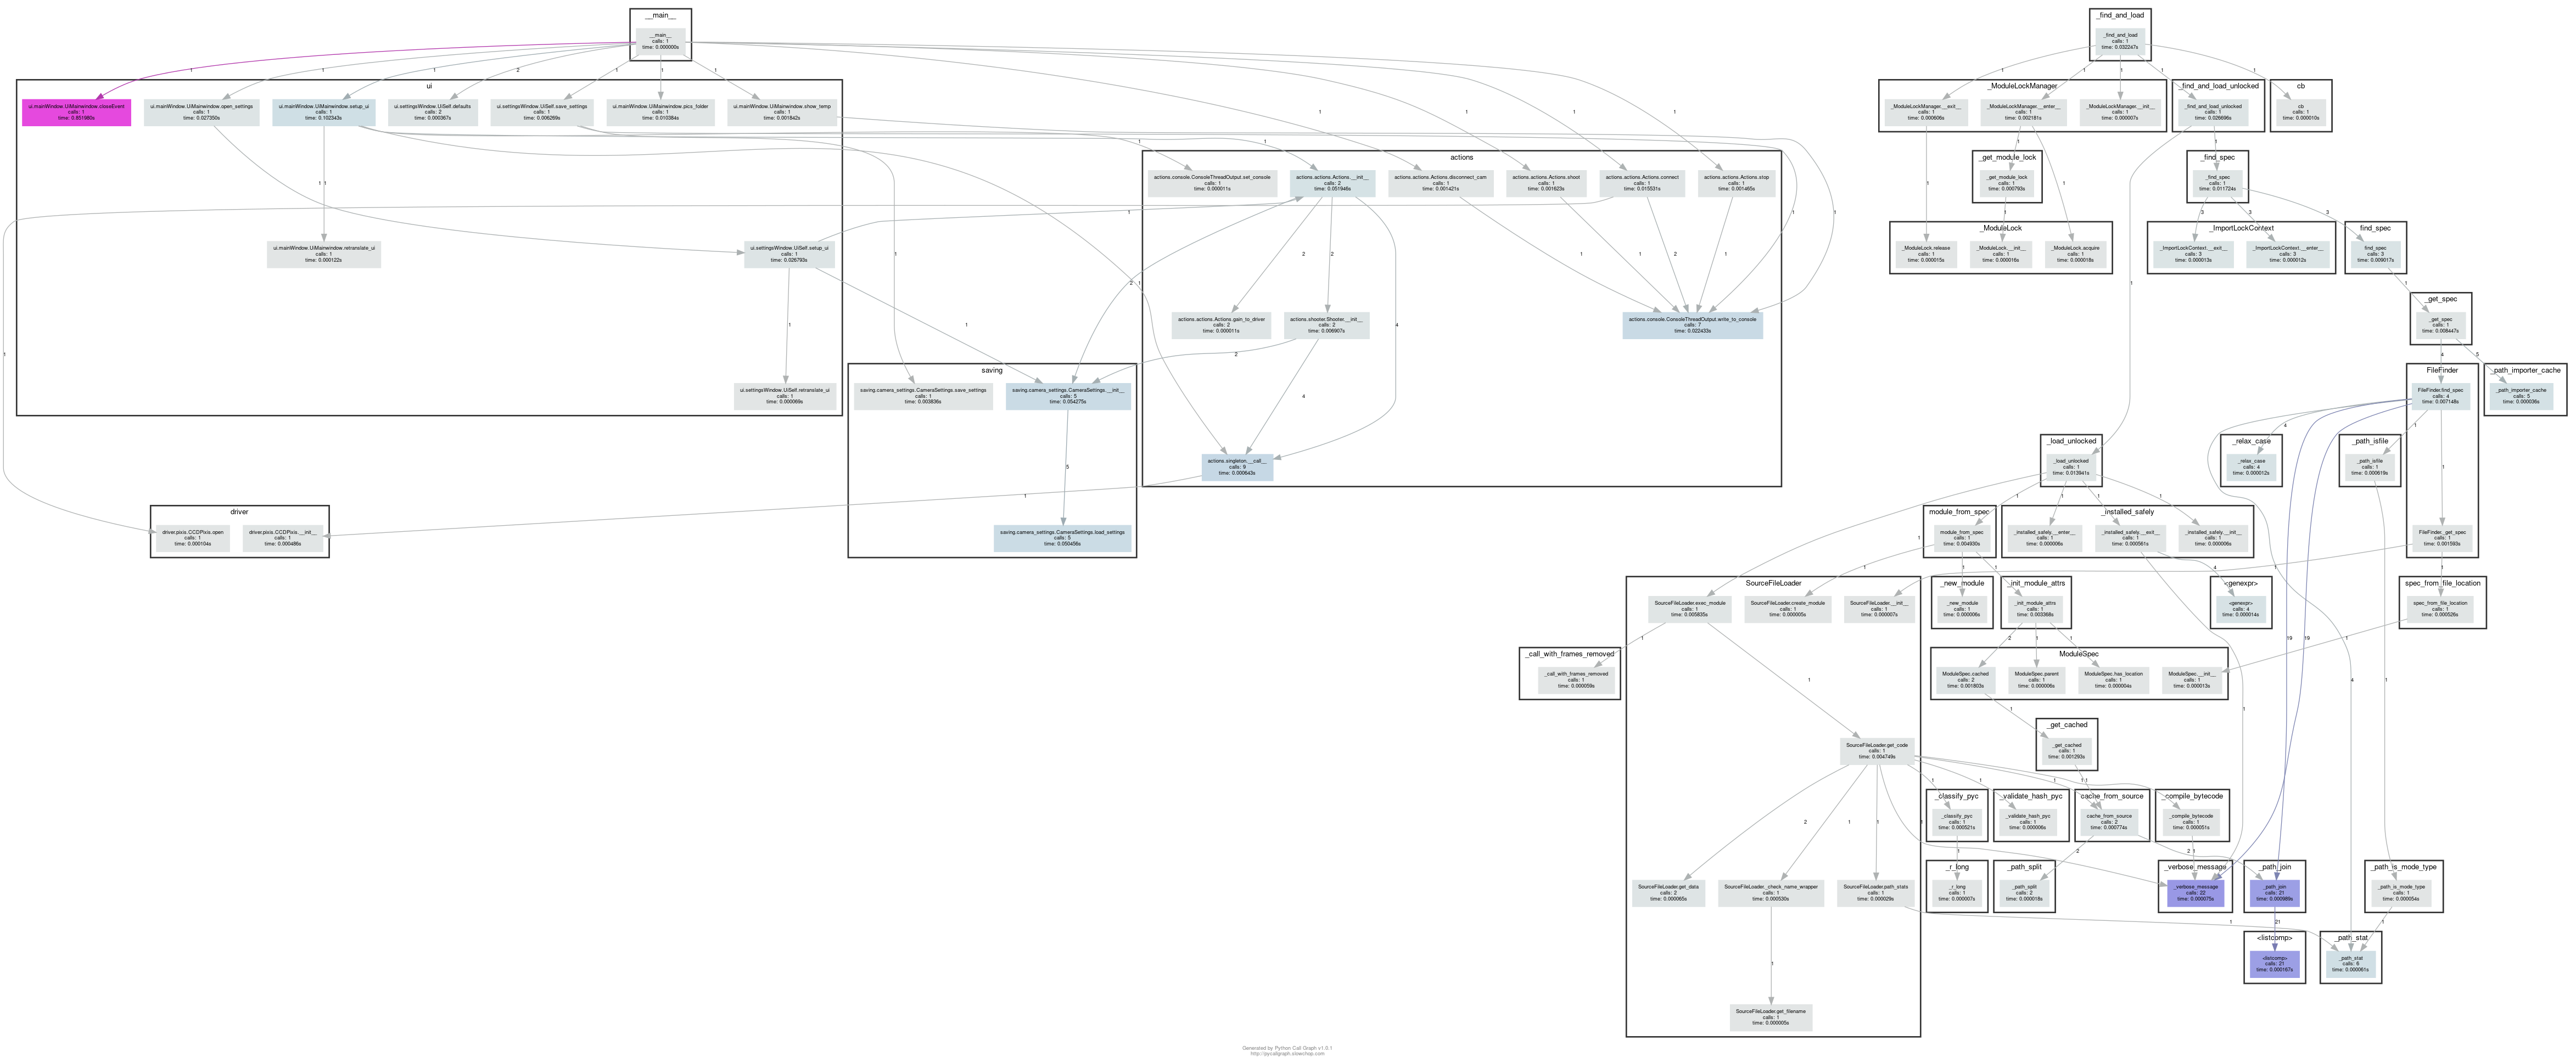 __main__
__main__
calls: 1
time: 0.000000s
_find_and_load
_find_and_load
calls: 1
time: 0.032247s
1
1
1
2
1
1
1
1
1
1
1
1
1
1
1
1
ui
ui.mainWindow.UiMainwindow.closeEvent
calls: 1
time: 0.851980s
ui.mainWindow.UiMainwindow.open_settings
calls: 1
time: 0.027350s
ui.mainWindow.UIMainwindow.setup_ui
calls: 1
time: 0.102343s
ui.settingsWindow.UiSelf.defaults
calls: 2
time: 0.000367s
ui.settingsWindow.UiSelf.save_settings
calls: 1
time: 0.006269s
ui.mainWindow.UiMainwindow.pics_folder
calls: 1
time: 0.010384s
ui.mainWindow.UiMainwindow.show_temp
calls: 1
time: 0.001842s
_ModuleLockManager
_ModuleLockManager.__exit__
calls: 1
time: 0.000606s
_ModuleLockManager.__enter__
calls: 1
time: 0.002181s
_ModuleLockManager.__init__
calls: 1
time: 0.000007s
_find_and_load_unlocked
_find_and_load_unlocked
calls: 1
time: 0.026696s
cb
cb
calls: 1
time: 0.000010s
actions
actions.console.ConsoleThreadOutput.set_console
calls: 1
time: 0.000011s
actions.actions.Actions.__init__
calls: 2
time: 0.051946s
actions.actions.Actions.disconnect_cam
calls: 1
time: 0.001421s
actions.actions.Actions.shoot
calls: 1
time: 0.001623s
actions.actions.Actions.connect
calls: 1
time: 0.015531s
actions.actions.Actions.stop
calls: 1
time: 0.001465s
_get_module_lock
_get_module_lock
calls: 1
time: 0.000793s
_find_spec
_find_spec
calls: 1
time: 0.011724s
ui.mainWindow.UiMainwindow.retranslate_ui
calls: 1
time: 0.000122s
ui.settingsWindow.UiSelf.setup_ui
calls: 1
time: 0.026793s
_ModuleLock
_ModuleLock.release
calls: 1
time: 0.000015s
_ModuleLock.__init__
calls: 1
time: 0.000016s
_ModuleLock.acquire
calls: 1
time: 0.000018s
_ImportLockContext
_ImportLockContext.__exit__
calls: 3
time: 0.000013s
_ImportLockContext.__enter__
calls: 3
time: 0.000012s
find_spec
find_spec
calls: 3
time: 0.009017s
actions.actions.Actions.gain_to_driver
calls: 2
time: 0.000011s
actions.shooter.Shooter.__init__
calls: 2
time: 0.006907s
actions.console.ConsoleThreadOutput.write_to_console
calls: 7
time: 0.022433s
_get_spec
_get_spec
calls: 1
time: 0.008447s
ui.settingsWindow.UiSelf.retranslate_ui
calls: 1
time: 0.000069s
saving
saving.camera_settings.CameraSettings.save_settings
calls: 1
time: 0.003836s
saving.camera_settings.CameraSettings.__init__
calls: 5
time: 0.054275s
FileFinder
FileFinder.find_spec
calls: 4
time: 0.007148s
_path_importer_cache
_path_importer_cache
calls: 5
time: 0.000036s
actions.singleton.__call__
calls: 9
time: 0.000643s
_load_unlocked
_load_unlocked
calls: 1
time: 0.013941s
_relax_case
_relax_case
calls: 4
time: 0.000012s
_path_isfile
_path_isfile
calls: 1
time: 0.000619s
driver
driver.pixis.CCDPixis.open
calls: 1
time: 0.000104s
driver.pixis.CCDPixis.__init__
calls: 1
time: 0.000486s
saving.camera_settings.CameraSettings.load_settings
calls: 5
time: 0.050456s
module_from_spec
module_from_spec
calls: 1
time: 0.004930s
_installed_safely
_installed_safely.__enter__
calls: 1
time: 0.000006s
_installed_safely.__exit__
calls: 1
time: 0.000561s
_installed_safely.__init__
calls: 1
time: 0.000006s
FileFinder._get_spec
calls: 1
time: 0.001593s
SourceFileLoader
SourceFileLoader.exec_module
calls: 1
time: 0.005835s
SourceFileLoader.create_module
calls: 1
time: 0.000005s
SourceFileLoader.__init__
calls: 1
time: 0.000007s
_new_module
_new_module
calls: 1
time: 0.000006s
_init_module_attrs
_init_module_attrs
calls: 1
time: 0.003368s
<genexpr>
<genexpr>
calls: 4
time: 0.000014s
spec_from_file_location
spec_from_file_location
calls: 1
time: 0.000526s
_call_with_frames_removed
_call_with_frames_removed
calls: 1
time: 0.000059s
ModuleSpec
ModuleSpec.cached
calls: 2
time: 0.001803s
ModuleSpec.parent
calls: 1
time: 0.000006s
ModuleSpec.has_location
calls: 1
time: 0.000004s
ModuleSpec.__init__
calls: 1
time: 0.000013s
SourceFileLoader.get_code
calls: 1
time: 0.004749s
_get_cached
_get_cached
calls: 1
time: 0.001293s
_classify_pyc
_classify_pyc
calls: 1
time: 0.000521s
_validate_hash_pyc
_validate_hash_pyc
calls: 1
time: 0.000006s
cache_from_source
cache_from_source
calls: 2
time: 0.000774s
_compile_bytecode
_compile_bytecode
calls: 1
time: 0.000051s
SourceFileLoader.get_data
calls: 2
time: 0.000065s
SourceFileLoader._check_name_wrapper
calls: 1
time: 0.000530s
SourceFileLoader.path_stats
calls: 1
time: 0.000029s
_r_long
_r_long
calls: 1
time: 0.000007s
_path_split
_path_split
calls: 2
time: 0.000018s
_verbose_message
_verbose_message
calls: 22
time: 0.000075s
_path_join
_path_join
calls: 21
time: 0.000989s
_path_is_mode_type
_path_is_mode_type
calls: 1
time: 0.000054s
<listcomp>
<listcomp>
calls: 21
time: 0.000167s
_path_stat
_path_stat
calls: 6
time: 0.000061s
SourceFileLoader.get_filename
calls: 1
time: 0.000005s
Generated by Python Call Graph v1.0.1
http://pycallgraph.slowchop.com